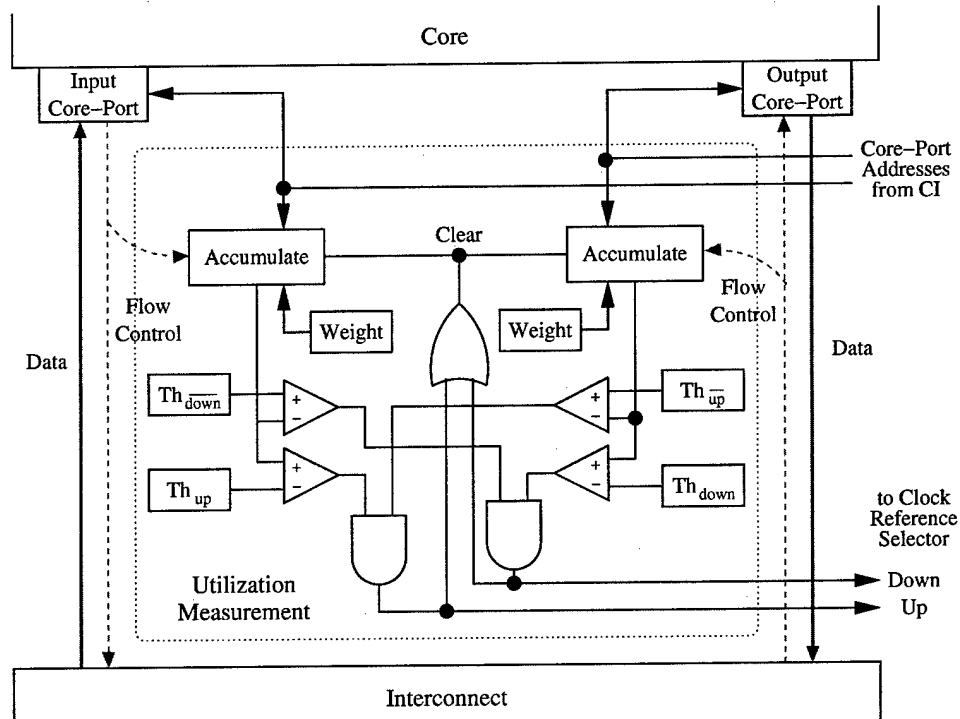 Core
Input
Core–Port
Output
Core–Port
Core–Port
Addresses
from CI
Clear
Accumulate
Accumulate
Flow
Control
Flow
Control
Weight
Weight
Data
Data
Th down
+
−
+
−
Th up
Th up
+
−
+
−
Th down
to Clock
Reference
Selector
Utilization
Measurement
Down
Up
Interconnect